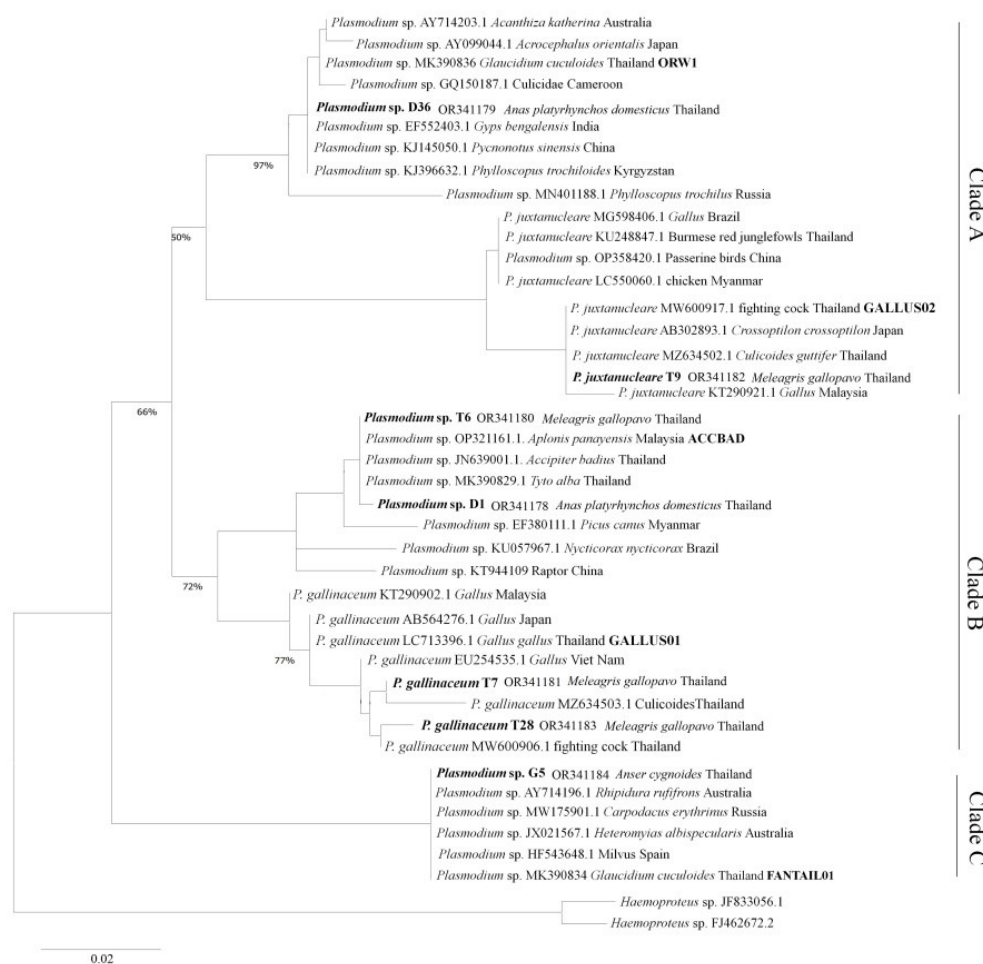 Plasmodium sp. AY714203.1 Acanthiza katherina Australia
Plasmodium sp. AY099044.1 Acrocephalus orientalis Japan
Plasmodium sp. MK390836 Glaucidium cuculoides Thailand ORW1
Plasmodium sp. GQ150187.1 Culicidae Cameroon
Plasmodium sp. D36 OR341179 Anas platyrhynchos domesticus Thailand
Plasmodium sp. EF552403.1 Gyps bengalensis India
Plasmodium sp. KJ145050.1 Pycnonotus sinensis China
97%
Plasmodium sp. KJ396632.1 Phylloscopus trochiloides Kyrgyzstan
Plasmodium sp. MN401188.1 Phylloscopus trochilus Russia
Clade A
P. juxtanucleare MG598406.1 Gallus Brazil
50%
P. juxtanucleare KU248847.1 Burmese red junglefowls Thailand
Plasmodium sp. OP358420.1 Passerine birds China
P. juxtanucleare LC550060.1 chicken Myanmar
P. juxtanucleare MW600917.1 fighting cock Thailand GALLUS02
P. juxtanucleare AB302893.1 Crossoptilon crossoptilon Japan
P. juxtanucleare MZ634502.1 Culicoides guttifer Thailand
P. juxtanucleare T9 OR341182 Meleagris gallopavo Thailand
P. juxtanucleare KT290921.1 Gallus Malaysia
66%
Plasmodium sp. T6 OR341180 Meleagris gallopavo Thailand
Plasmodium sp. OP321161.1. Aplonis panayensis Malaysia ACCBAD
Plasmodium sp. JN639001.1. Accipiter badius Thailand
Plasmodium sp. MK390829.1 Tyto alba Thailand
Plasmodium sp. D1 OR341178 Anas platyrhynchos domesticus Thailand
Plasmodium sp. EF380111.1 Picus canus Myanmar
Plasmodium sp. KU057967.1 Nycticorax nycticorax Brazil
Plasmodium sp. KT944109 Raptor China
72%
Clade B
P. gallinaceum KT290902.1 Gallus Malaysia
P. gallinaceum AB564276.1 Gallus Japan
P. gallinaceum LC713396.1 Gallus gallus Thailand GALLUS01
77%
P. gallinaceum EU254535.1 Gallus Viet Nam
P. gallinaceum T7 OR341181 Meleagris gallopavo Thailand
P. gallinaceum MZ634503.1 CulicoidesThailand
P. gallinaceum T28 OR341183 Meleagris gallopavo Thailand
P. gallinaceum MW600906.1 fighting cock Thailand
Plasmodium sp. G5 OR341184 Anser cygnoides Thailand
Plasmodium sp. AY714196.1 Rhipidura rufifrons Australia
Plasmodium sp. MW175901.1 Carpodacus erythrinus Russia
Clade C
Plasmodium sp. JX021567.1 Heteromyias albispecularis Australia
Plasmodium sp. HF543648.1 Milvus Spain
Plasmodium sp. MK390834 Glaucidium cuculoides Thailand FANTAIL01
Haemoproteus sp. JF833056.1
Haemoproteus sp. FJ462672.2
0.02